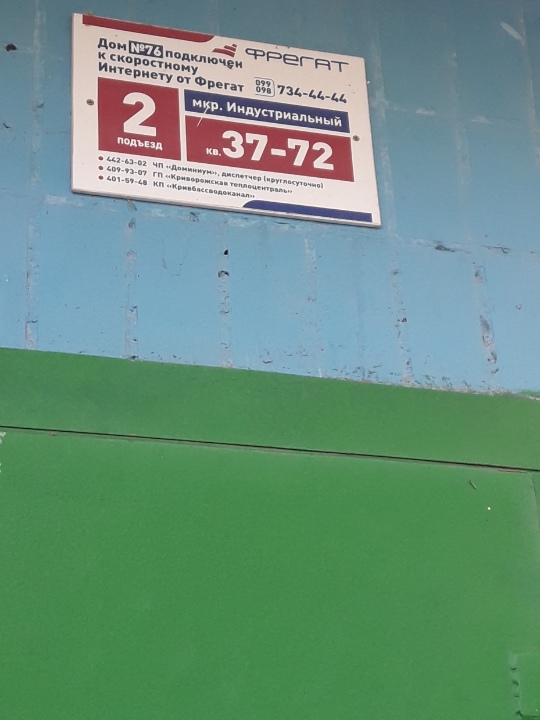 Дом №76 подключен
к скоростному
Интернету от Фрегат
ФРЕГАТ
099
098 734-44-44
2
ПОДЪЕЗД
мкр. Индустриальный
кв. 37-72
442-63-02 ЧП «Доминиум», диспетчер (круглосуточно)
409-93-07 ГП «Криворожская теплоцентраль»
401-59-48 КП «Кривбассводоканал»